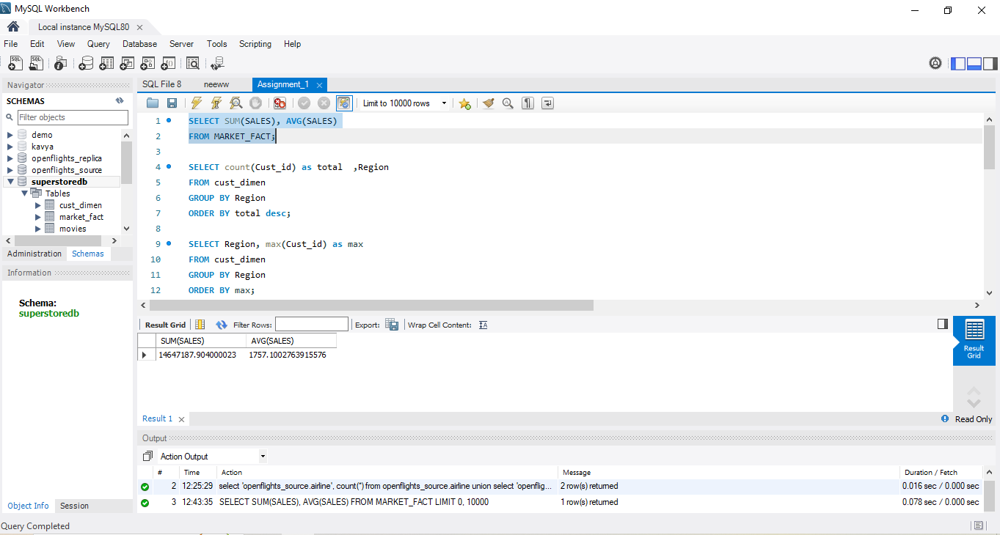 MySQL Workbench
Local instance MySQL80
File Edit View Query Database Server Tools Scripting Help
Navigator
SCHEMAS
Filter objects
demo
kavya
openflights_replica
openflights_source
superstoredb
Tables
cust_dimen
market_fact
movies
Administration Schemas
Information
Schema:
superstoredb
Object Info Session
SQL File 8 neeww Assignment_1
Limit to 10000 rows
1 SELECT SUM(SALES), AVG(SALES)
2 FROM MARKET_FACT;
3
4 SELECT count(Cust_id) as total ,Region
5 FROM cust_dimen
6 GROUP BY Region
7 ORDER BY total desc;
8
9 SELECT Region, max(Cust_id) as max
10 FROM cust_dimen
11 GROUP BY Region
12 ORDER BY max;
Result Grid Filter Rows: Export: Wrap Cell Content:
SUM(SALES) AVG(SALES)
14647187.904000023 1757.1002763915576
Result
Grid
Result 1 Read Only
Output
Action Output
# Time Action Message Duration / Fetch
2 12:25:29 select 'openflights_source.airline', count(*) from openflights_source.airline union select 'openflig... 2 row(s) returned 0.016 sec / 0.000 sec
3 12:43:35 SELECT SUM(SALES), AVG(SALES) FROM MARKET_FACT LIMIT 0, 10000 1 row(s) returned 0.078 sec / 0.000 sec
Query Completed